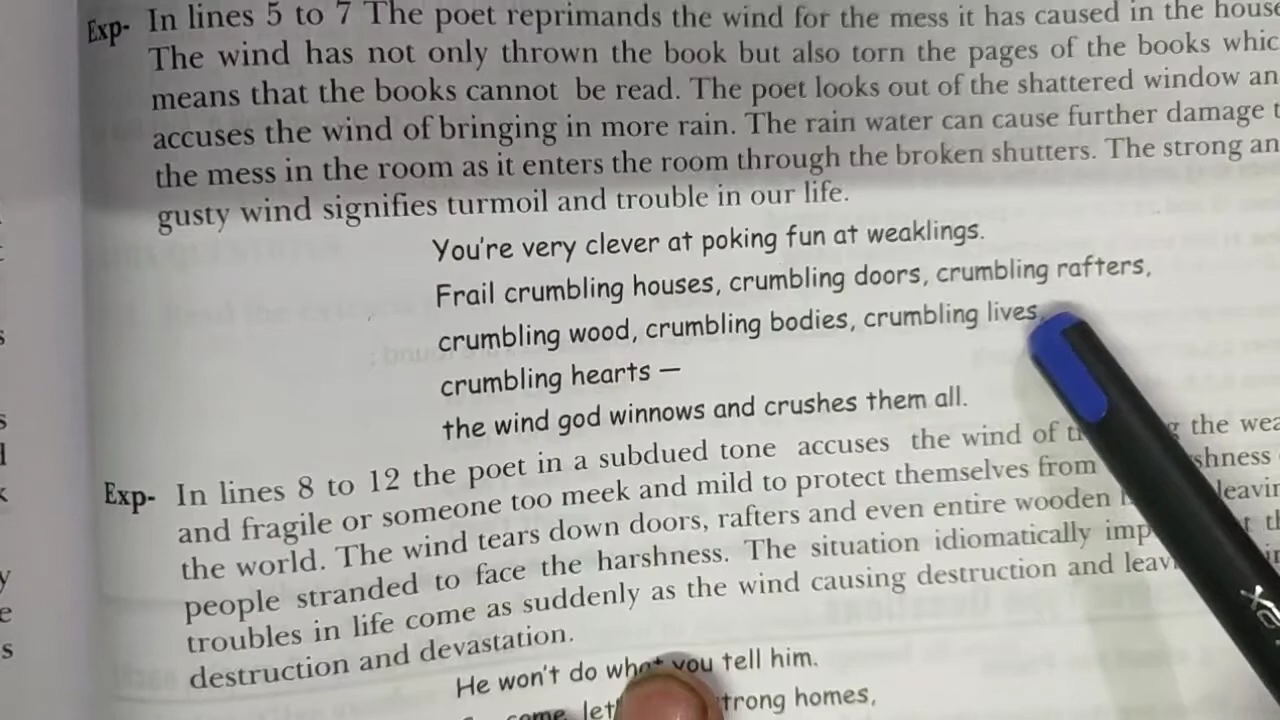 Exp- In lines 5 to 7 The poet reprimands the wind for the mess it has caused in the house
The wind has not only thrown the book but also torn the pages of the books whic
means that the books cannot be read. The poet looks out of the shattered window an
accuses the wind of bringing in more rain. The rain water can cause further damage t
the mess in the room as it enters the room through the broken shutters. The strong an
gusty wind signifies turmoil and trouble in our life.
You're very clever at poking fun at weaklings.
Frail crumbling houses, crumbling doors, crumbling rafters,
crumbling wood, crumbling bodies, crumbling lives,
crumbling hearts —
the wind god winnows and crushes them all.
Exp- In lines 8 to 12 the poet in a subdued tone accuses the wind of the wea
and fragile or someone too meek and mild to protect themselves from
the world. The wind tears down doors, rafters and even entire wooden leavin
people stranded to face the harshness. The situation idiomatically
troubles in life come as suddenly as the wind causing destruction and
destruction and devastation.
He won't do what you tell him.
come, strong homes,